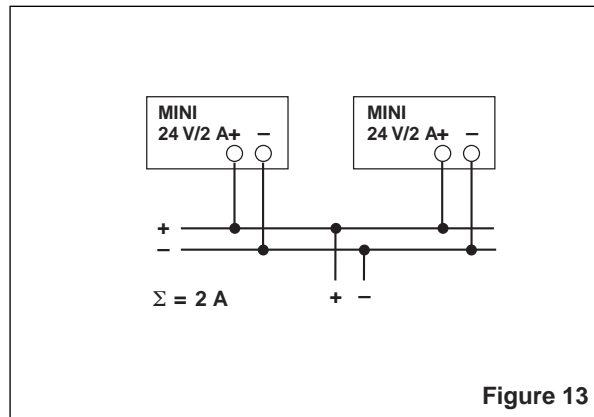 MINI
24 V/2 A+ −
MINI
24 V/2 A+ −
+
−
Σ = 2 A
+ −
Figure 13